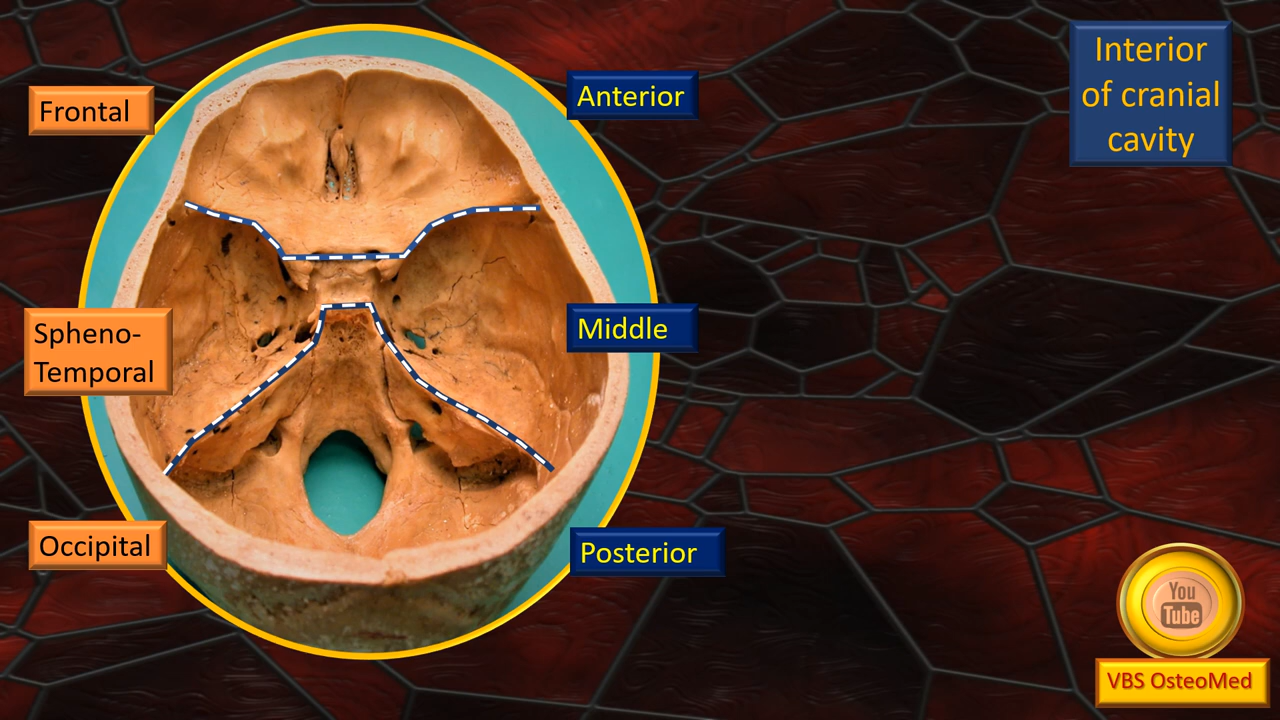 Interior
of cranial
cavity
Frontal
Anterior
Spheno-
Temporal
Middle
Occipital
Posterior
You
Tube
VBS OsteoMed